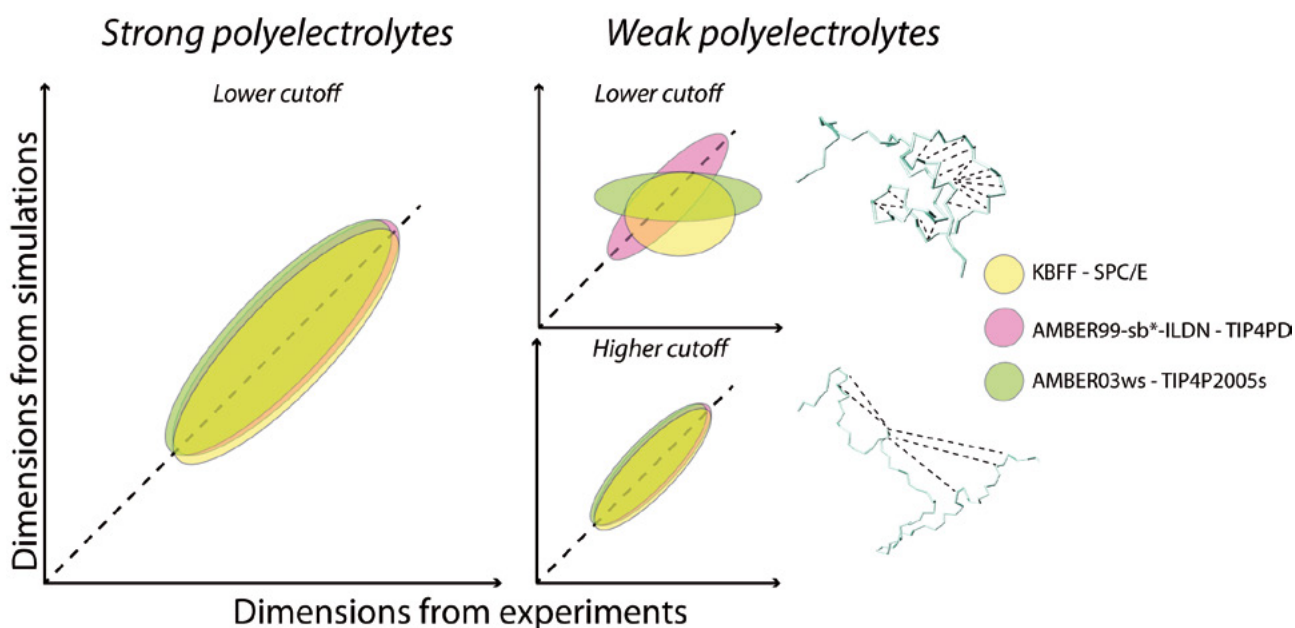 Strong polyelectrolytes
Weak polyelectrolytes
Lower cutoff
Lower cutoff
Dimensions from simulations
KBFF - SPC/E
AMBER99-sb*-ILDN - TIP4PD
Higher cutoff
AMBER03ws - TIP4P2005s
Dimensions from experiments